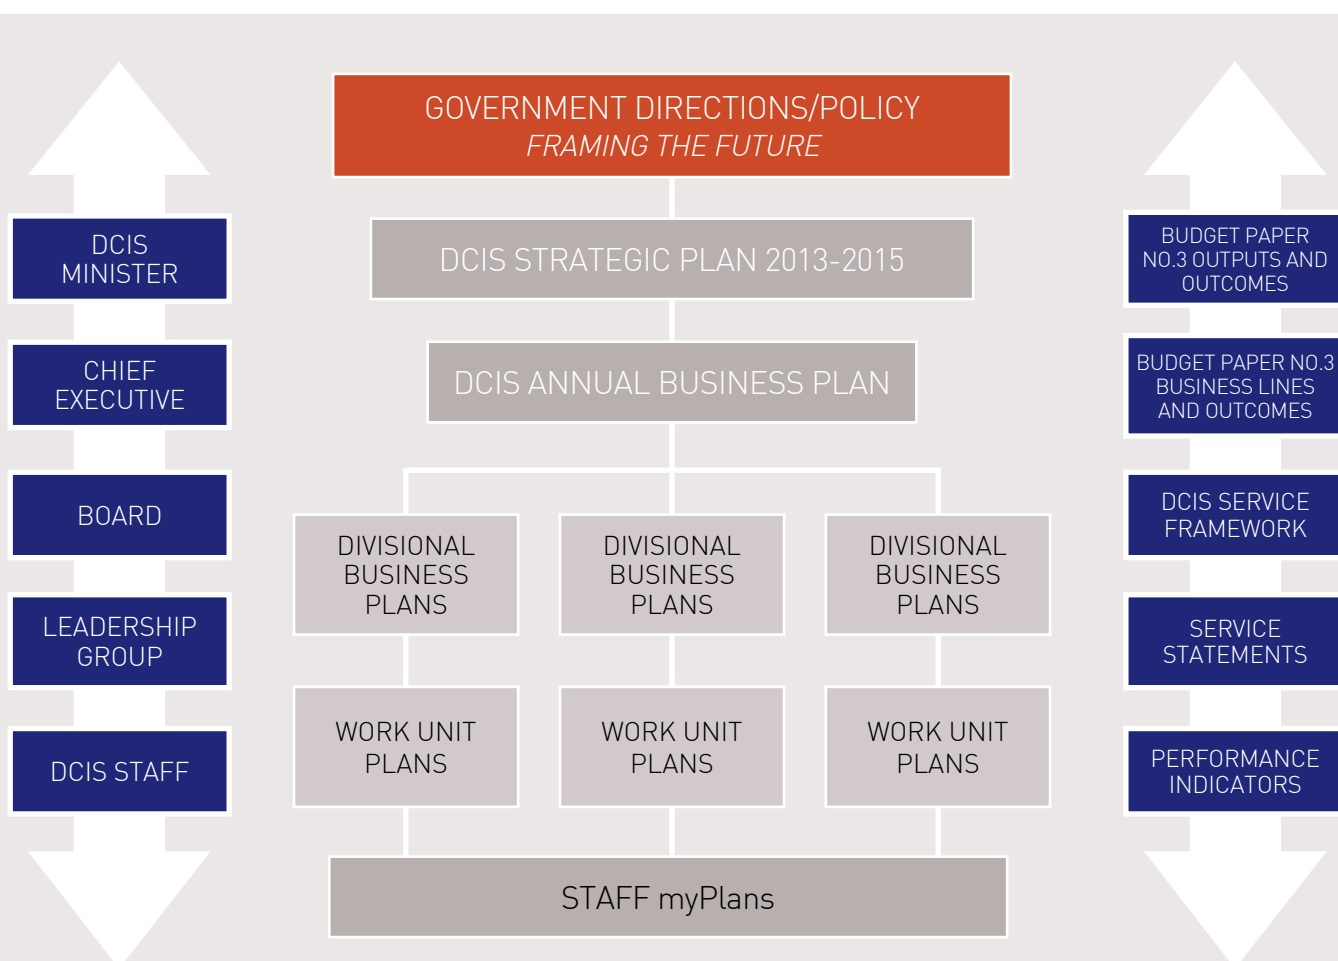 GOVERNMENT DIRECTIONS/POLICY
FRAMING THE FUTURE
DCIS STRATEGIC PLAN 2013-2015
DCIS ANNUAL BUSINESS PLAN
DIVISIONAL
BUSINESS
PLANS
DIVISIONAL
BUSINESS
PLANS
DIVISIONAL
BUSINESS
PLANS
WORK UNIT
PLANS
WORK UNIT
PLANS
WORK UNIT
PLANS
STAFF myPlans
DCIS
MINISTER
CHIEF
EXECUTIVE
BOARD
LEADERSHIP
GROUP
DCIS STAFF
BUDGET PAPER
NO.3 OUTPUTS AND
OUTCOMES
BUDGET PAPER NO.3
BUSINESS LINES
AND OUTCOMES
DCIS SERVICE
FRAMEWORK
SERVICE
STATEMENTS
PERFORMANCE
INDICATORS